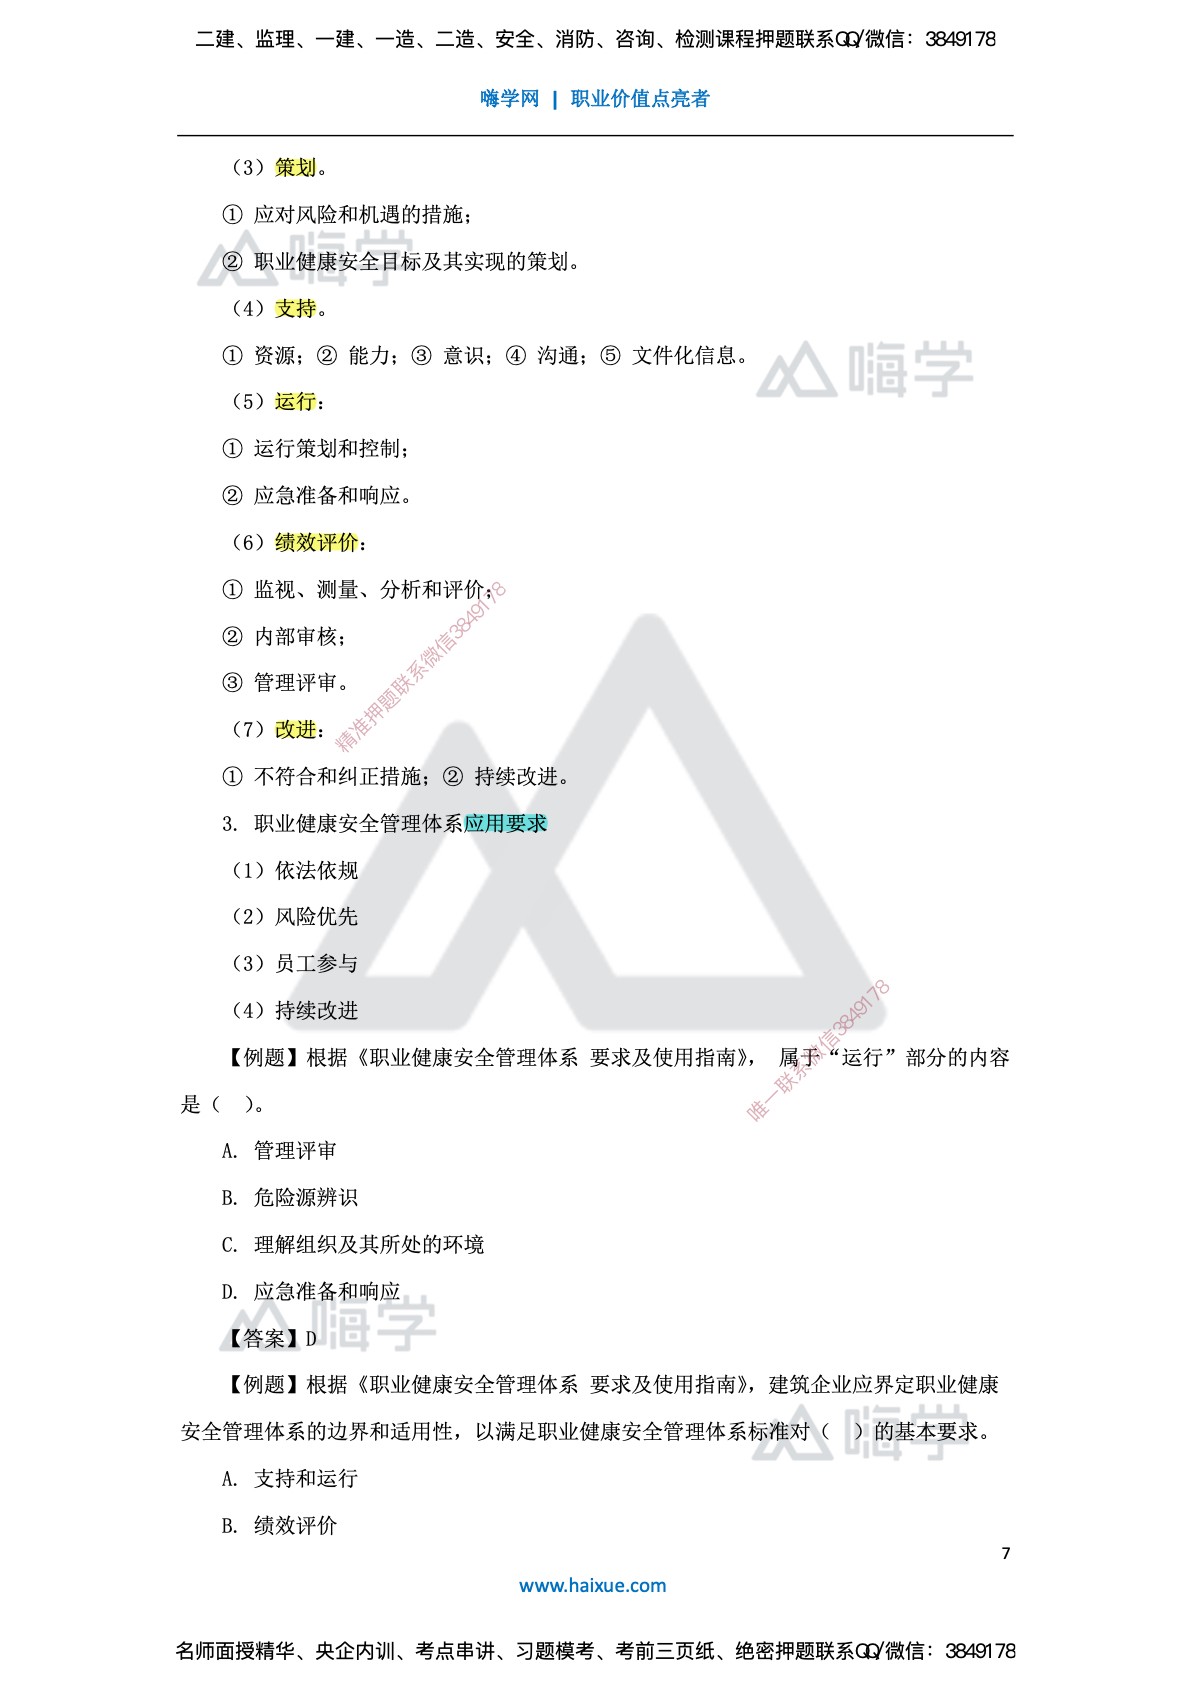 二建、监理、一建、一造、二造、安全、消防、咨询、检测课程押题联系QQ/微信：3849178
嗨学网 | 职业价值点亮者
（3）策划。
① 应对风险和机遇的措施；
② 职业健康安全目标及其实现的策划。
嗨学
（4）支持。
① 资源；② 能力；③ 意识；④ 沟通；⑤ 文件化信息。
嗨学
（5）运行：
① 运行策划和控制；
② 应急准备和响应。
（6）绩效评价：
① 监视、测量、分析和评价；
② 内部审核；
③ 管理评审。
精准押题联系微信3849178
（7）改进：
① 不符合和纠正措施；② 持续改进。
3. 职业健康安全管理体系应用要求
（1）依法依规
（2）风险优先
（3）员工参与
（4）持续改进
唯一联系微信3849178
【例题】根据《职业健康安全管理体系 要求及使用指南》， 属于“运行”部分的内容
是（ ）。
A. 管理评审
B. 危险源辨识
C. 理解组织及其所处的环境
D. 应急准备和响应
嗨学
【答案】D
【例题】根据《职业健康安全管理体系 要求及使用指南》，建筑企业应界定职业健康
安全管理体系的边界和适用性，以满足职业健康安全管理体系标准对（ ）的基本要求。
嗨学
A. 支持和运行
B. 绩效评价
7
www.haixue.com
名师面授精华、央企内训、考点串讲、习题模考、考前三页纸、绝密押题联系QQ/微信：3849178